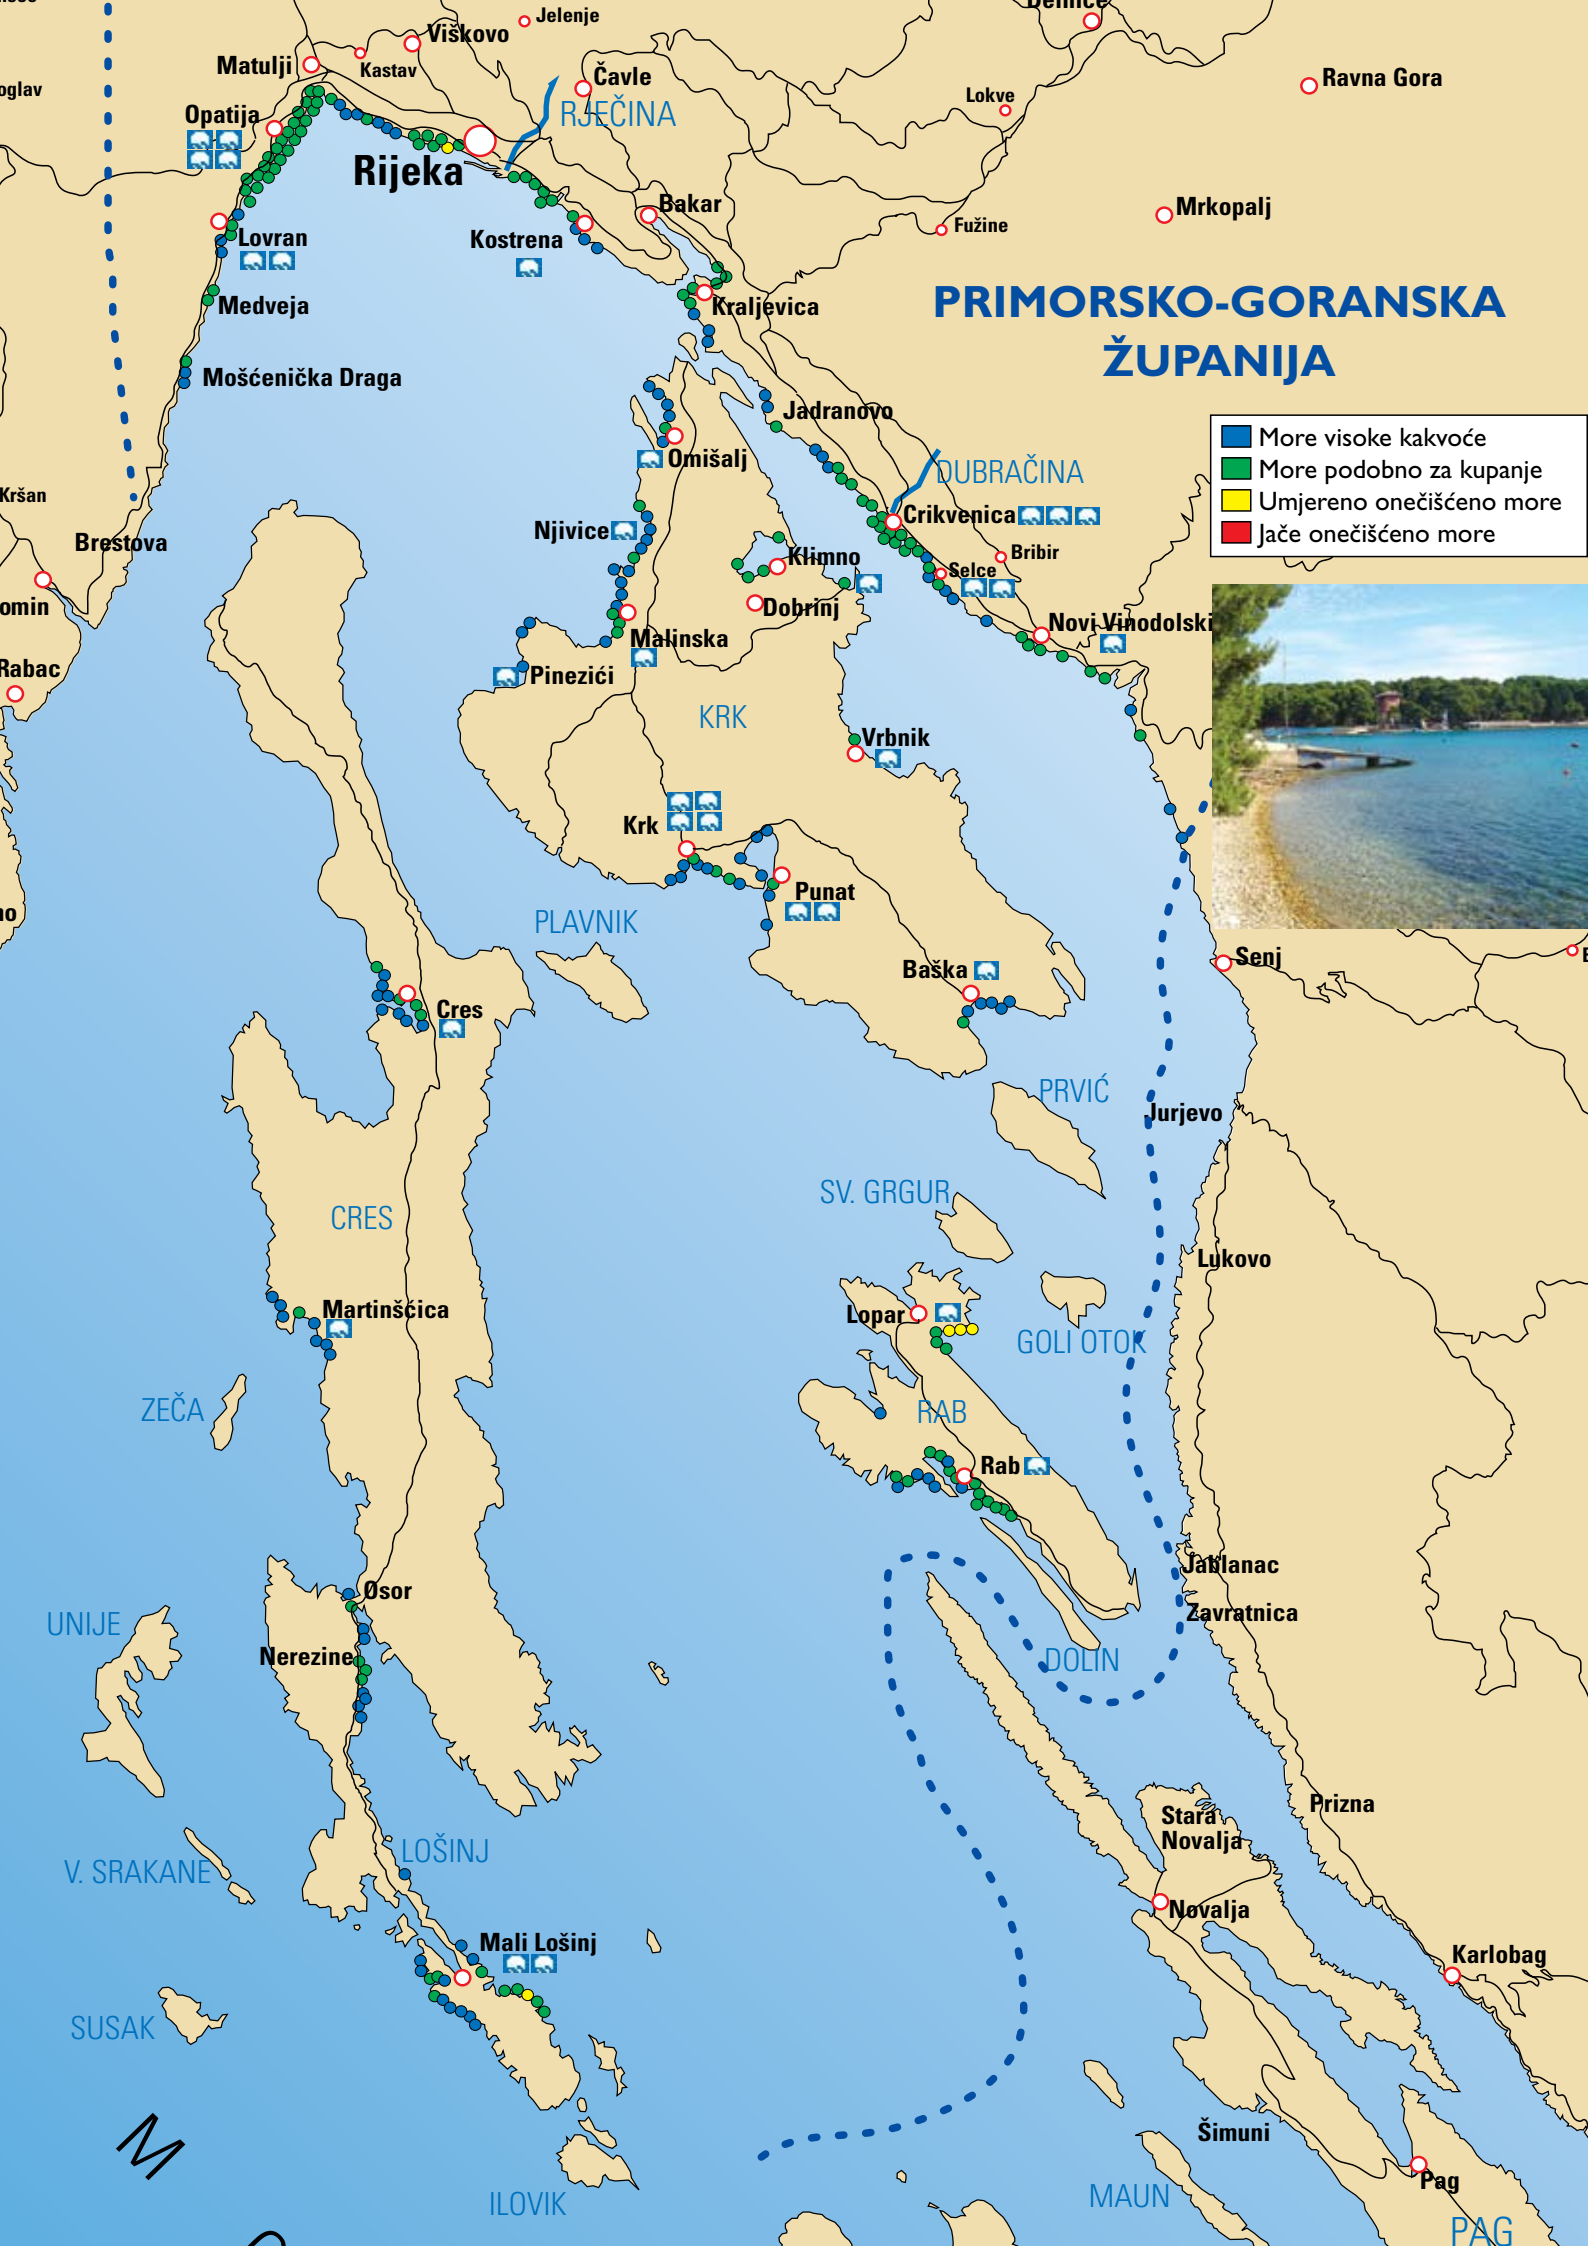 Delnice
Jelenje
Viškovo
Matulji
Kastav
Čavle
Ravna Gora
oglav
Lokve
Opatija
RJEČINA
Rijeka
Bakar
Mrkopalj
Fužine
Lovran
Kostrena
Medveja
Kraljevica
PRIMORSKO-GORANSKA
ŽUPANIJA
Mošćenička Draga
Jadranovo
More visoke kakvoće
More podobno za kupanje
Umjereno onečišćeno more
Jače onečišćeno more
Omišalj
DUBRAČINA
Kršan
Crikvenica
Njivice
Brestova
Bribir
Klimno
Selce
omin
Dobrinj
Novi Vinodolski
Malinska
Rabac
Pinezići
KRK
Vrbnik
Krk
Punat
no
PLAVNIK
Senj
Baška
Cres
PRVIĆ
Jurjevo
SV. GRGUR
CRES
Lukovo
Martinšćica
Lopar
GOLI OTOK
ZEČA
RAB
Rab
Jablanac
Osor
Zavratnica
UNIJE
Nerezine
DOLIN
Prizna
Stara
Novalja
LOŠINJ
V. SRAKANE
Novalja
Mali Lošinj
Karlobag
SUSAK
M
Šimuni
Pag
MAUN
ILOVIK
PAG